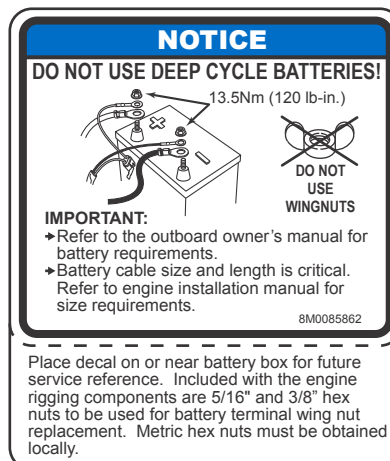 NOTICE
DO NOT USE DEEP CYCLE BATTERIES!
13.5Nm (120 lb-in.)
DO NOT
USE
WINGNUTS
IMPORTANT:
Refer to the outboard owner's manual for
battery requirements.
Battery cable size and length is critical.
Refer to engine installation manual for
size requirements.
8M0085862
Place decal on or near battery box for future
service reference. Included with the engine
rigging components are 5/16" and 3/8” hex
nuts to be used for battery terminal wing nut
replacement. Metric hex nuts must be obtained
locally.